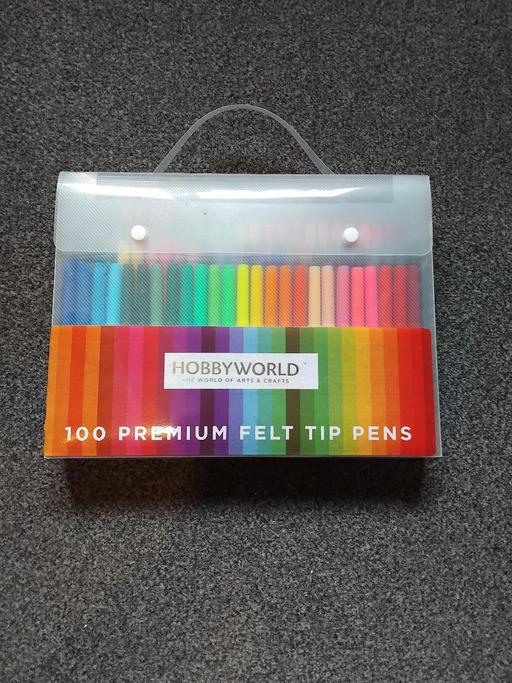 HOBBYWORLD
THE WORLD OF ARTS & CRAFTS
100 PREMIUM FELT TIP PENS